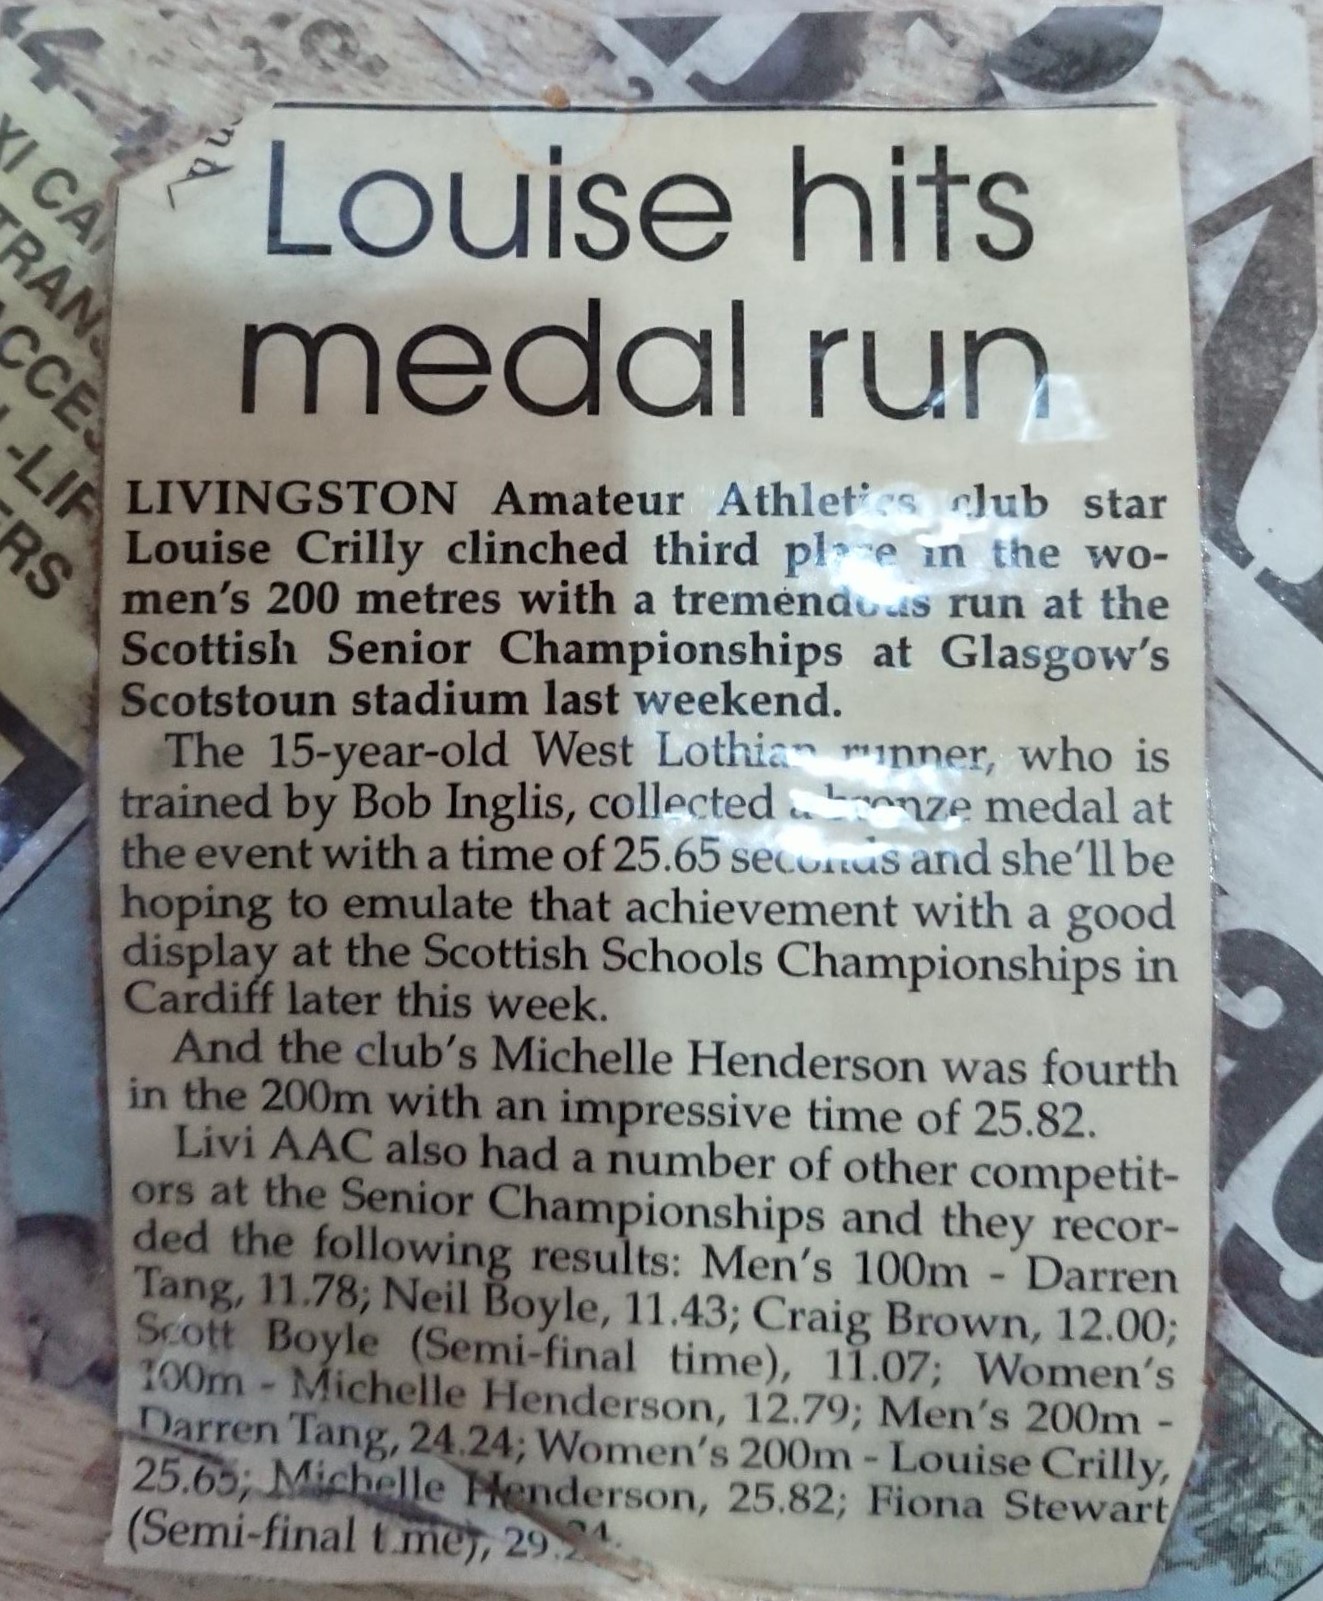 Louise hits
medal run
LIVINGSTON Amateur Athletics club star
Louise Crilly clinched third place in the wo-
men's 200 metres with a tremendous run at the
Scottish Senior Championships at Glasgow's
Scotstoun stadium last weekend.
The 15-year-old West Lothian runner, who is
trained by Bob Inglis, collected a bronze medal at
the event with a time of 25.65 seconds and she'll be
hoping to emulate that achievement with a good
display at the Scottish Schools Championships in
Cardiff later this week.
And the club's Michelle Henderson was fourth
in the 200m with an impressive time of 25.82.
Livi AAC also had a number of other competit-
ors at the Senior Championships and they recor-
ded the following results: Men's 100m - Darren
Tang, 11.78; Neil Boyle, 11.43; Craig Brown, 12.00;
Scott Boyle (Semi-final time), 11.07; Women's
100m - Michelle Henderson, 12.79; Men's 200m -
Darren Tang, 24.24; Women's 200m - Louise Crilly,
25.65; Michelle Henderson, 25.82; Fiona Stewart
(Semi-final time), 29.24.